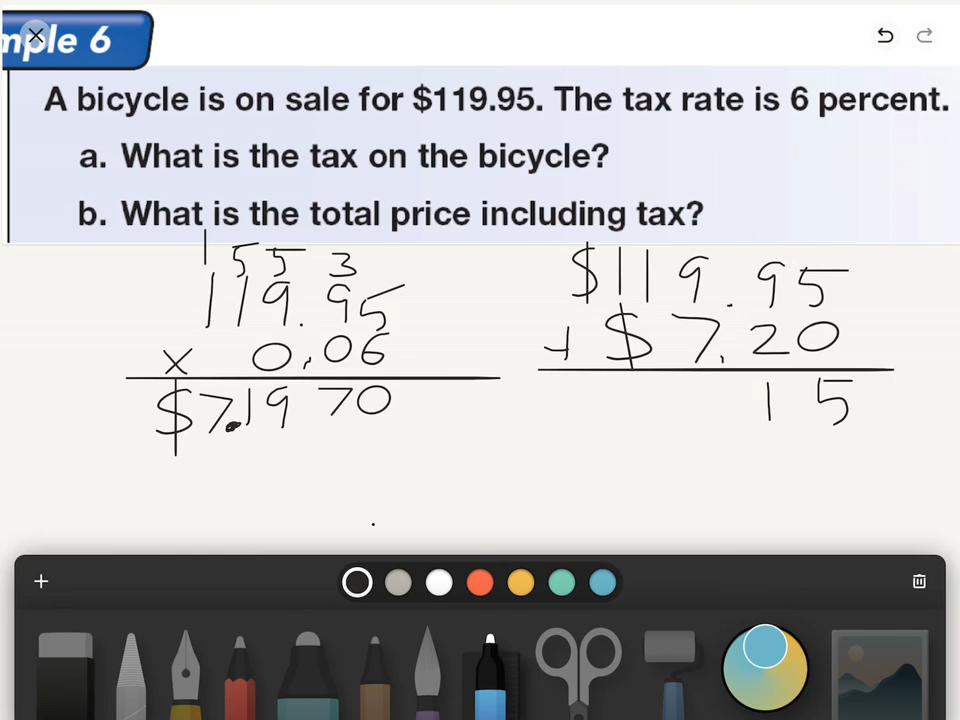 mple 6
A bicycle is on sale for $119.95. The tax rate is 6 percent.
a. What is the tax on the bicycle?
b. What is the total price including tax?
1 5 5 3
119.95
x 0.06
$7.1970
$119.95
+ $7.20
15